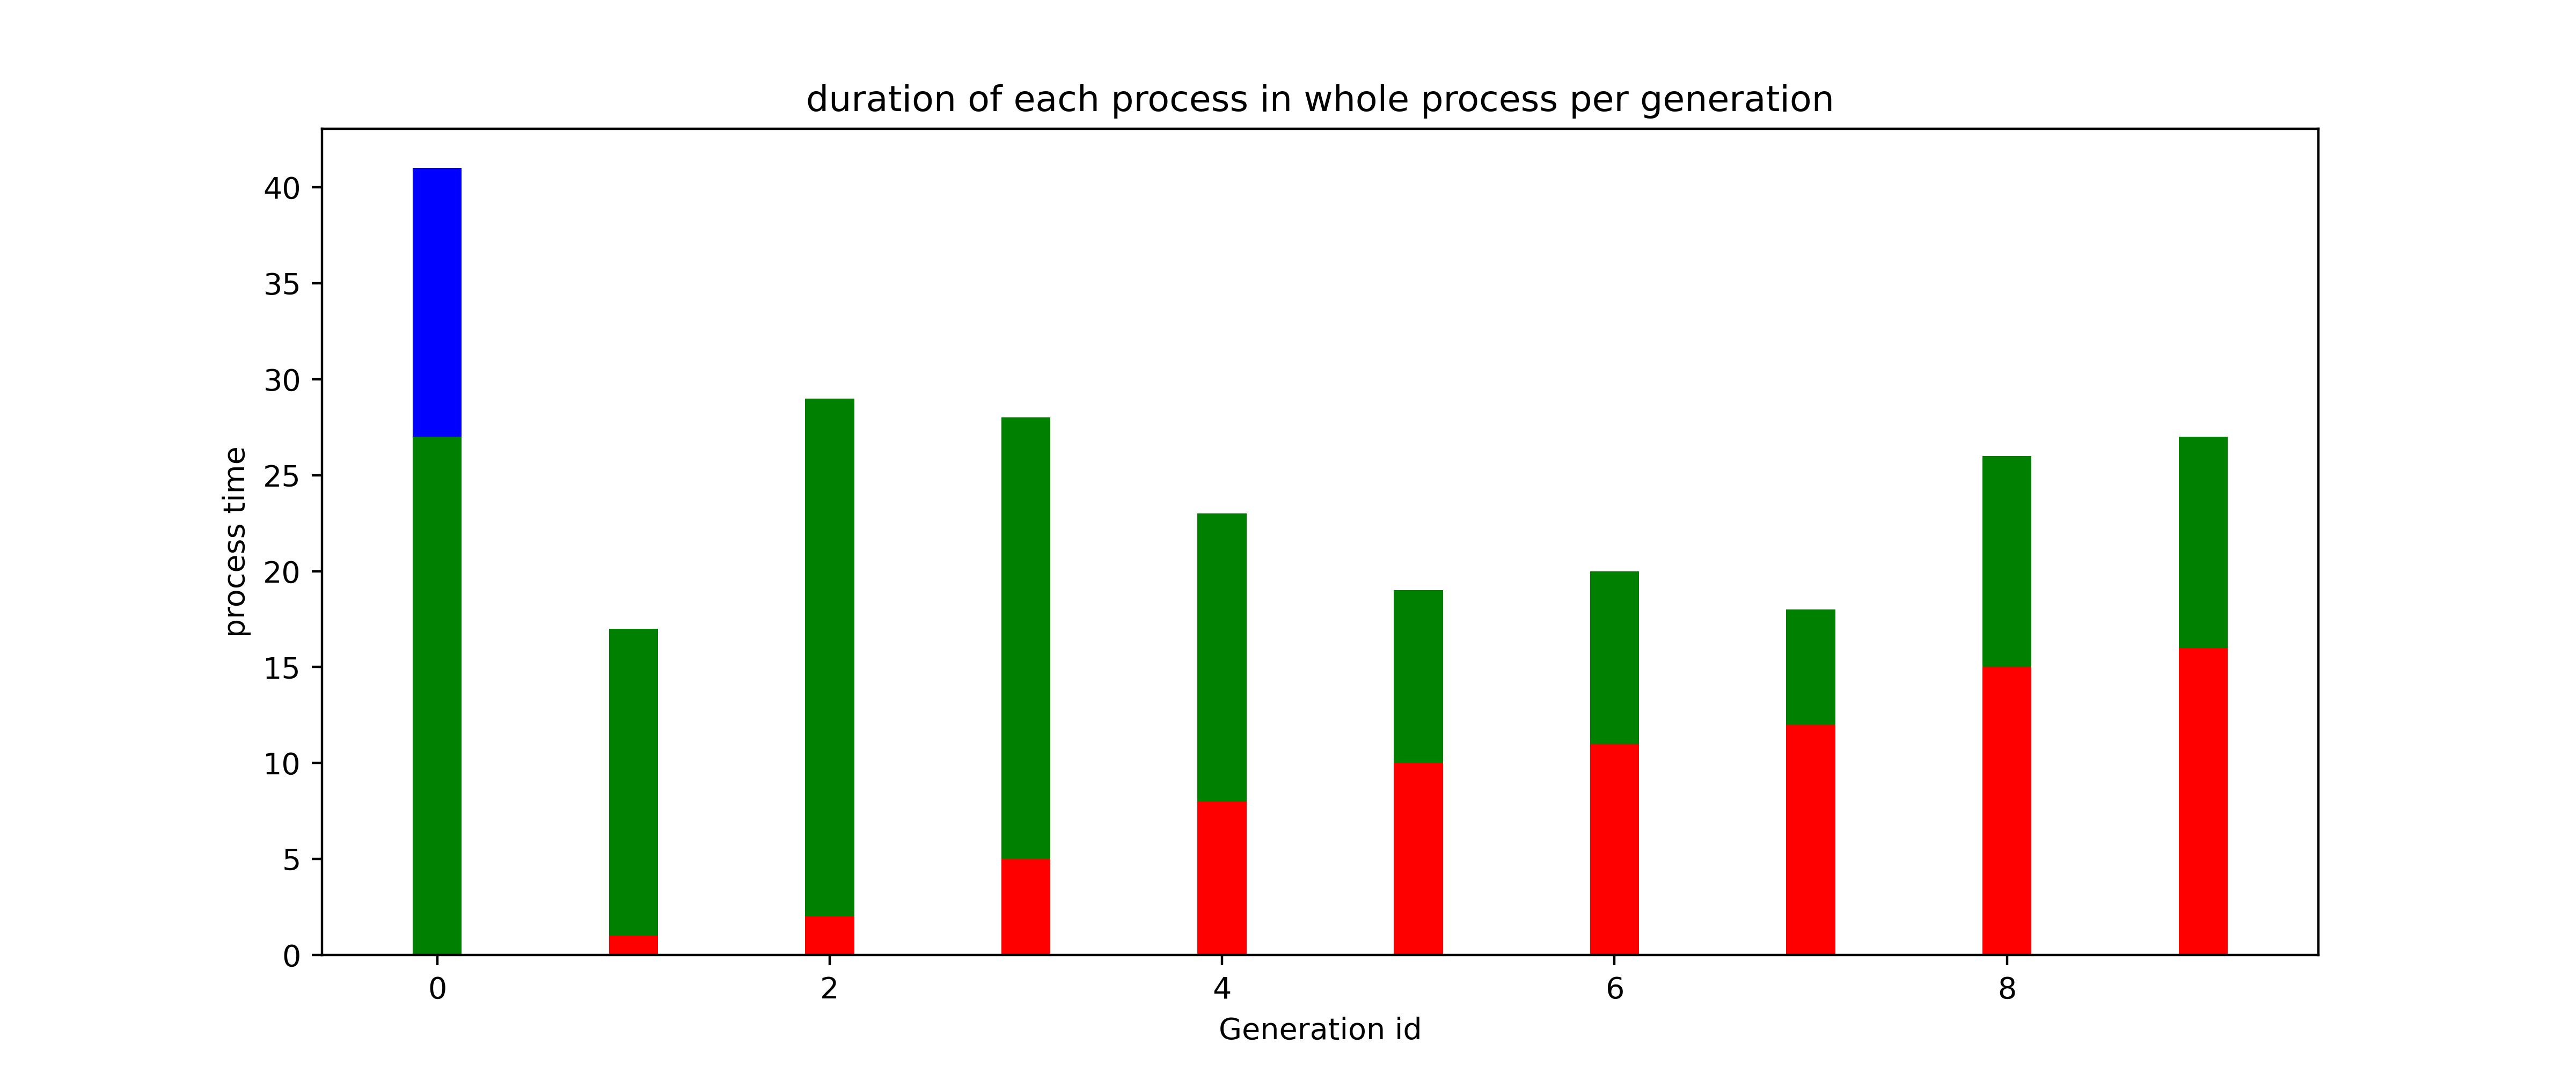 duration of each process in whole process per generation
40
35
30
25
20
15
10
5
0
process time
0 2 4 6 8
Generation id